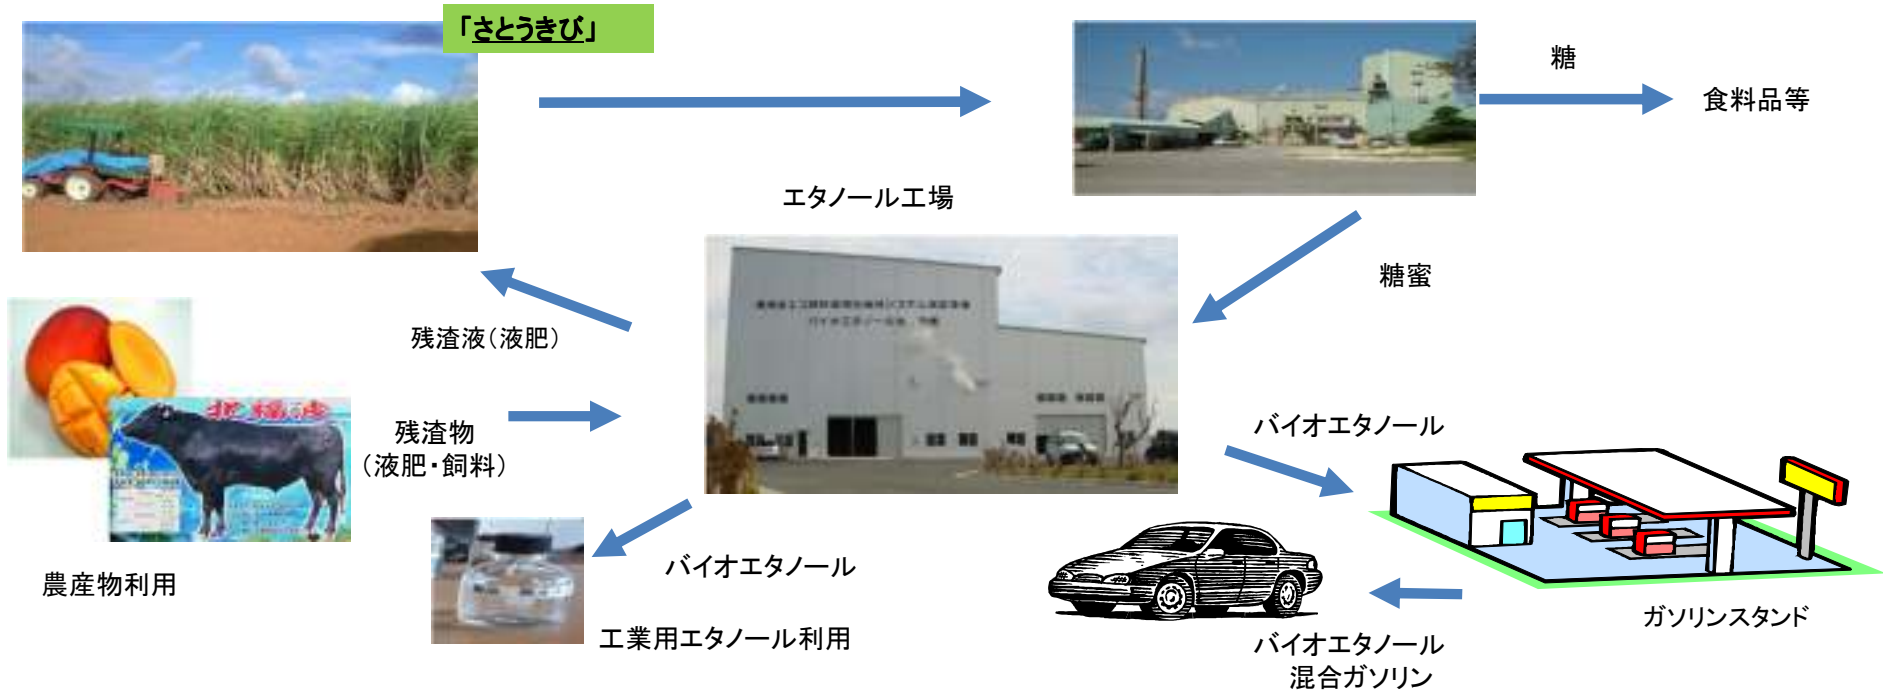 「さとうきび」
糖
食料品等
エタノール工場
糖蜜
残渣液（液肥）
残渣物
（液肥・飼料）
バイオエタノール
バイオエタノール
農産物利用
工業用エタノール利用
ガソリンスタンド
バイオエタノール
混合ガソリン